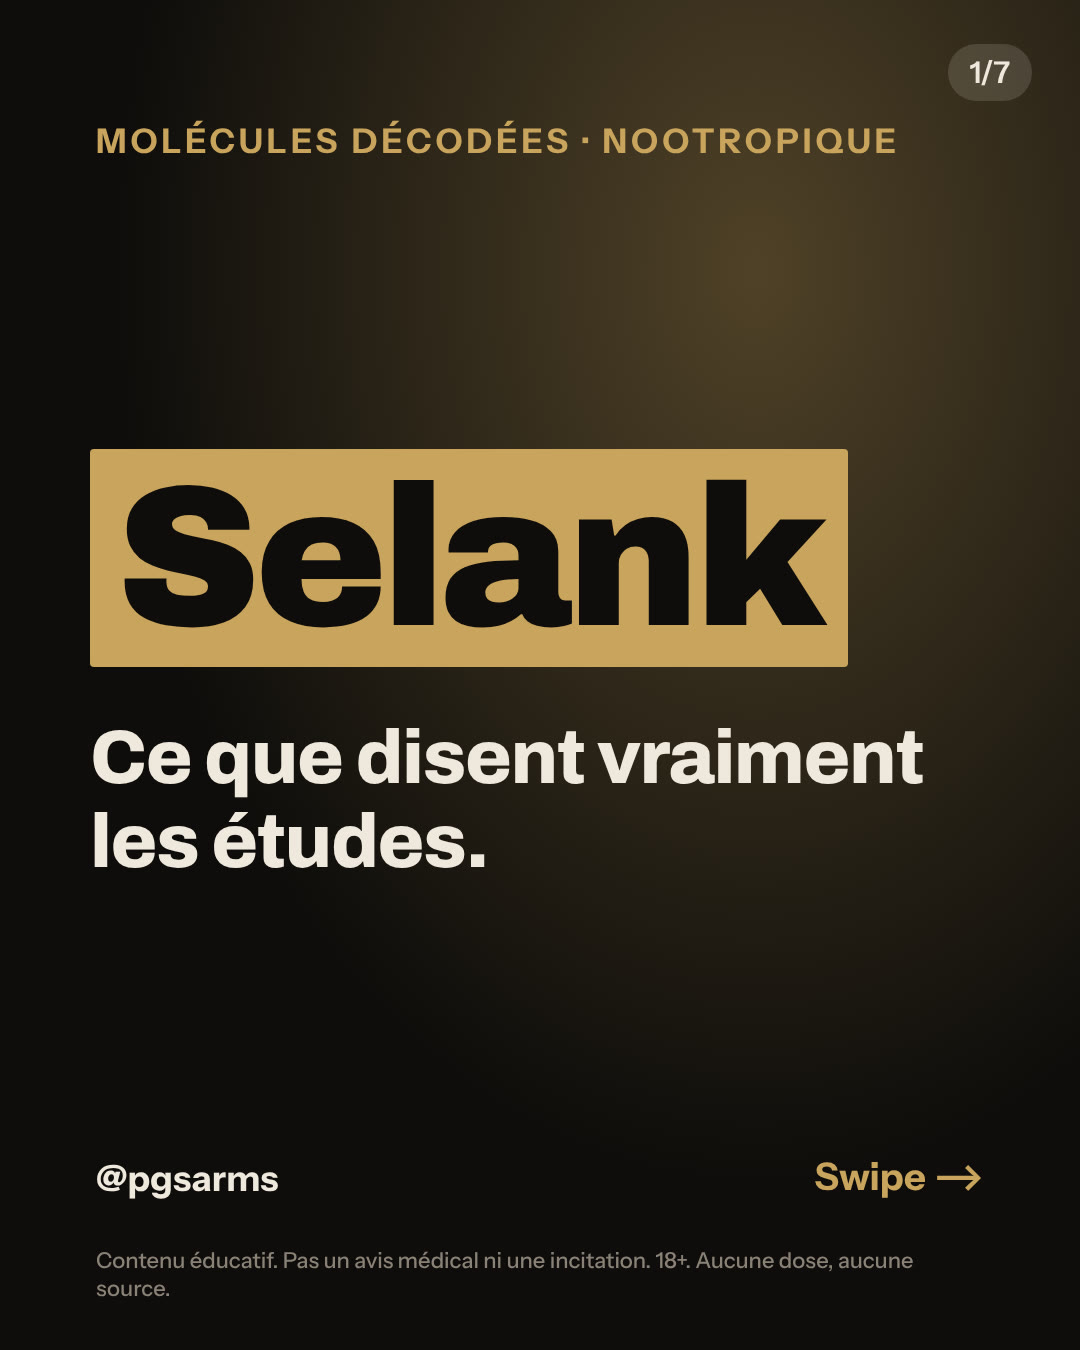 1/7
MOLÉCULES DÉCODÉES · NOOTROPIQUE
Selank
Ce que disent vraiment
les études.
@pgsarms
Swipe →
Contenu éducatif. Pas un avis médical ni une incitation. 18+. Aucune dose, aucune
source.